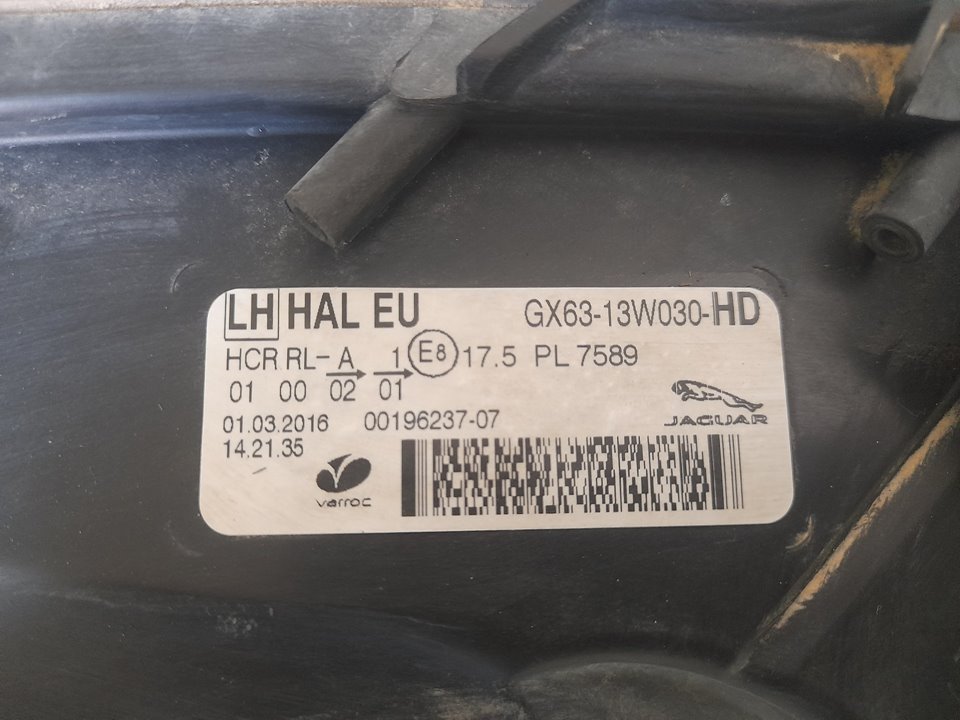 LH HAL EU GX63-13W030-HD
HCR RL- A 1 E8 17.5 PL 7589
01 00 02 01
JAGUAR
01.03.2016 00196237-07
14.21.35
varroc